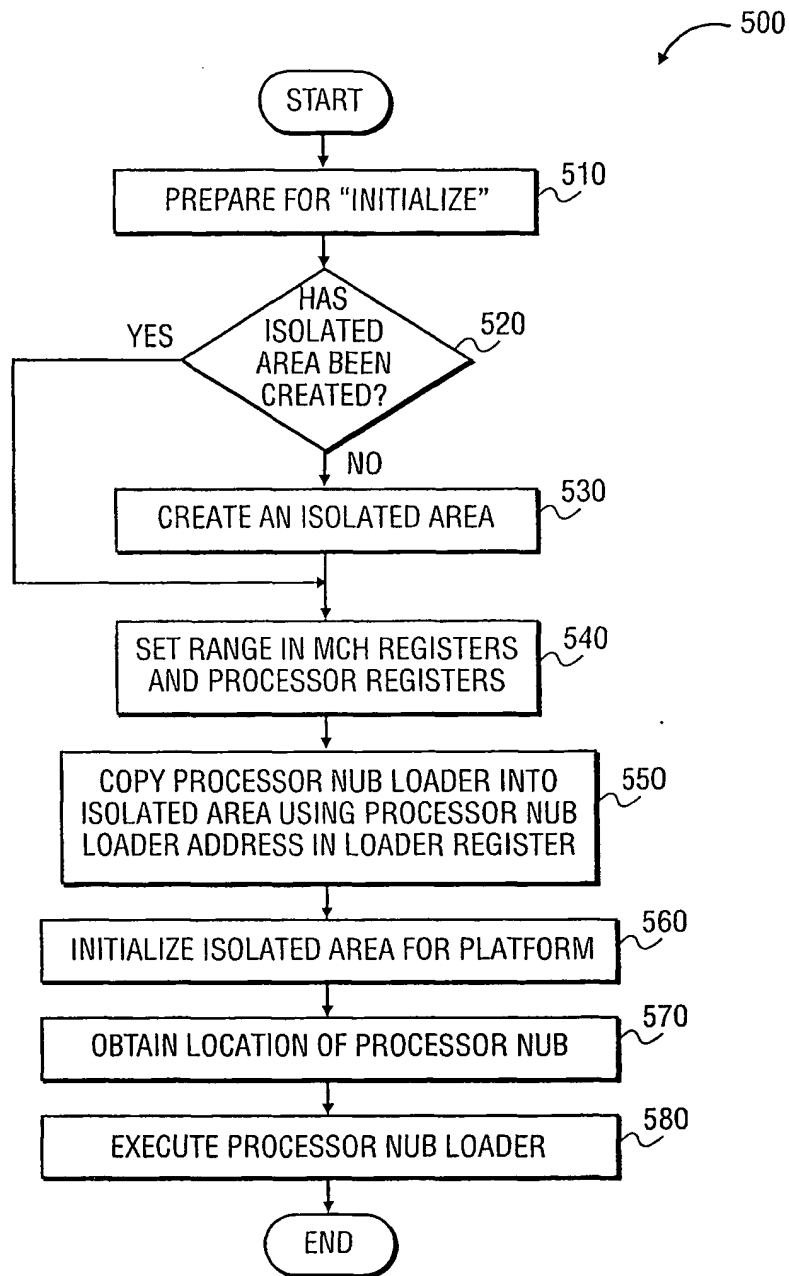 500
START
PREPARE FOR “INITIALIZE”
510
HAS
ISOLATED
AREA BEEN
CREATED?
520
YES
NO
CREATE AN ISOLATED AREA
530
SET RANGE IN MCH REGISTERS
AND PROCESSOR REGISTERS
540
COPY PROCESSOR NUB LOADER INTO
ISOLATED AREA USING PROCESSOR NUB
LOADER ADDRESS IN LOADER REGISTER
550
INITIALIZE ISOLATED AREA FOR PLATFORM
560
OBTAIN LOCATION OF PROCESSOR NUB
570
EXECUTE PROCESSOR NUB LOADER
580
END